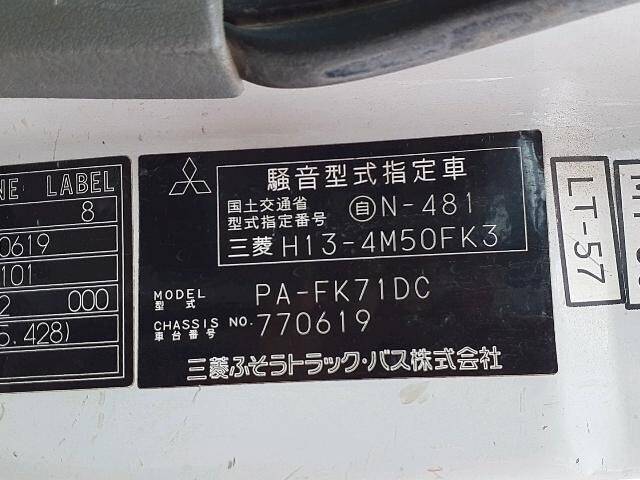 NE LABEL
8
0619
101
2 000
5.428)
騒音型式指定車
国土交通省
型式指定番号 自N-481
三菱 H13-4M50FK3
MODEL
型式 PA-FK71DC
CHASSIS NO.
車台番号 770619
三菱ふそうトラック・バス株式会社
LT-57